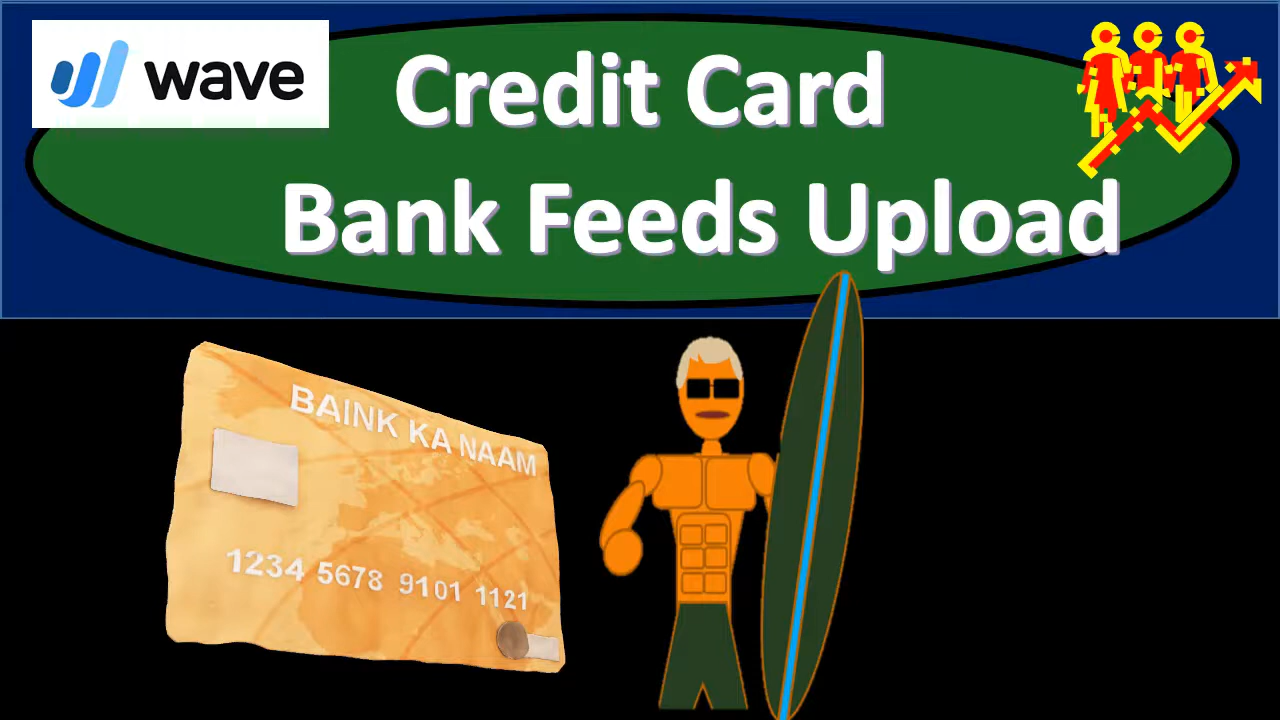 wave
Credit Card
Bank Feeds Upload
BAINK KA NAAM
1234 5678 9101 1121